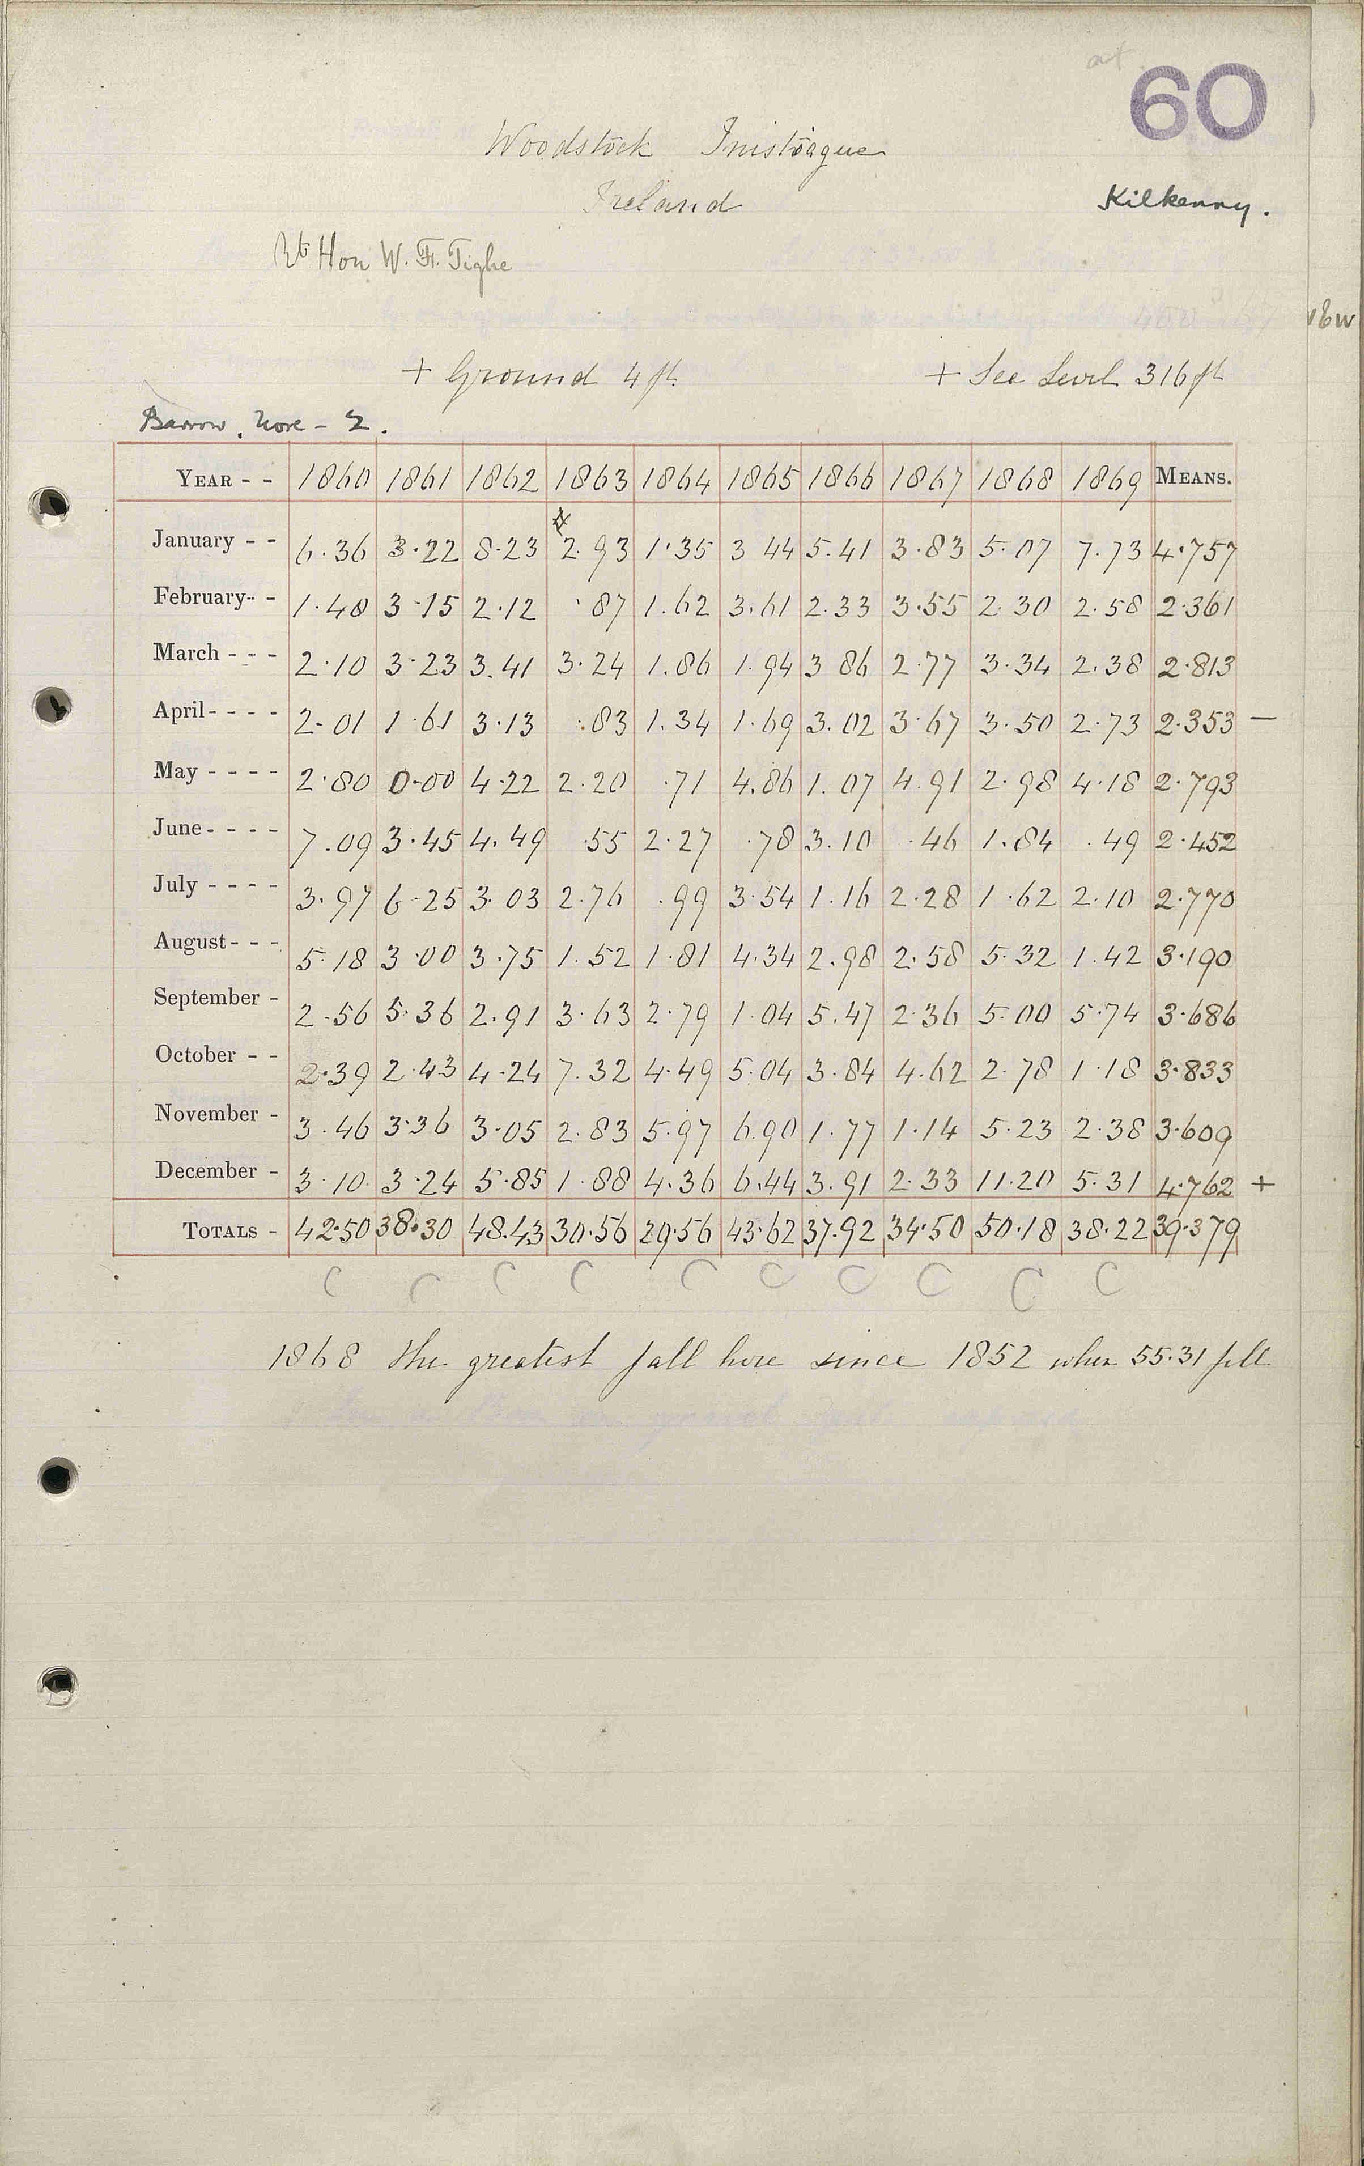 at
60
Woodstock Inistioague
Ireland
Kilkenny.
Rt Hon W. F. Tighe
+ Ground 4 ft + See Level 316 ft
Barrow, Nore - 2.
YEAR - - 1860 1861 1862 1863 1864 1865 1866 1867 1868 1869 MEANS.
January - - 6.36 3.22 8.23 2.93 1.35 3 44 5.41 3.83 5.07 7.73 4.757
February - - 1.48 3.15 2.12 .87 1.62 3.61 2.33 3.55 2.30 2.58 2.361
March - - - 2.10 3.23 3.41 3.24 1.86 1.94 3 86 2.77 3.34 2.38 2.813
April - - - - 2.01 1.61 3.13 .83 1.34 1.69 3.02 3.67 3.50 2.73 2.353 —
May - - - - 2.80 0.00 4.22 2.20 .71 4.86 1.07 4.91 2.98 4.18 2.793
June - - - - 7.09 3.45 4.49 .55 2.27 .78 3.10 .46 1.84 .49 2.452
July - - - - 3.97 6.25 3.03 2.76 .99 3.54 1.16 2.28 1.62 2.10 2.770
August - - - 5.18 3.00 3.75 1.52 1.81 4.34 2.98 2.58 5.32 1.42 3.190
September - 2.56 5.36 2.91 3.63 2.79 1.04 5.47 2.36 5.00 5.74 3.686
October - - 2.39 2.43 4.24 7.32 4.49 5.04 3.84 4.62 2.78 1.18 3.833
November - 3.46 3.36 3.05 2.83 5.97 6.90 1.77 1.14 5.23 2.38 3.609
December - 3.10 3.24 5.85 1.88 4.36 6.44 3.91 2.33 11.20 5.31 4.762 +
TOTALS - 42.50 38.30 48.43 30.56 29.56 43.62 37.92 34.50 50.18 38.22 39.379
1868 the greatest fall here since 1852 when 55.31 fell